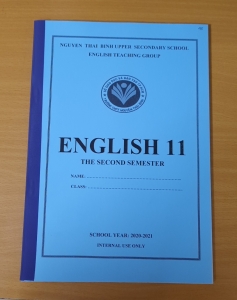 NGUYEN THAI BINH UPPER SECONDARY SCHOOL
ENGLISH TEACHING GROUP
ENGLISH 11
THE SECOND SEMESTER
NAME:
CLASS:
SCHOOL YEAR: 2020-2021
INTERNAL USE ONLY